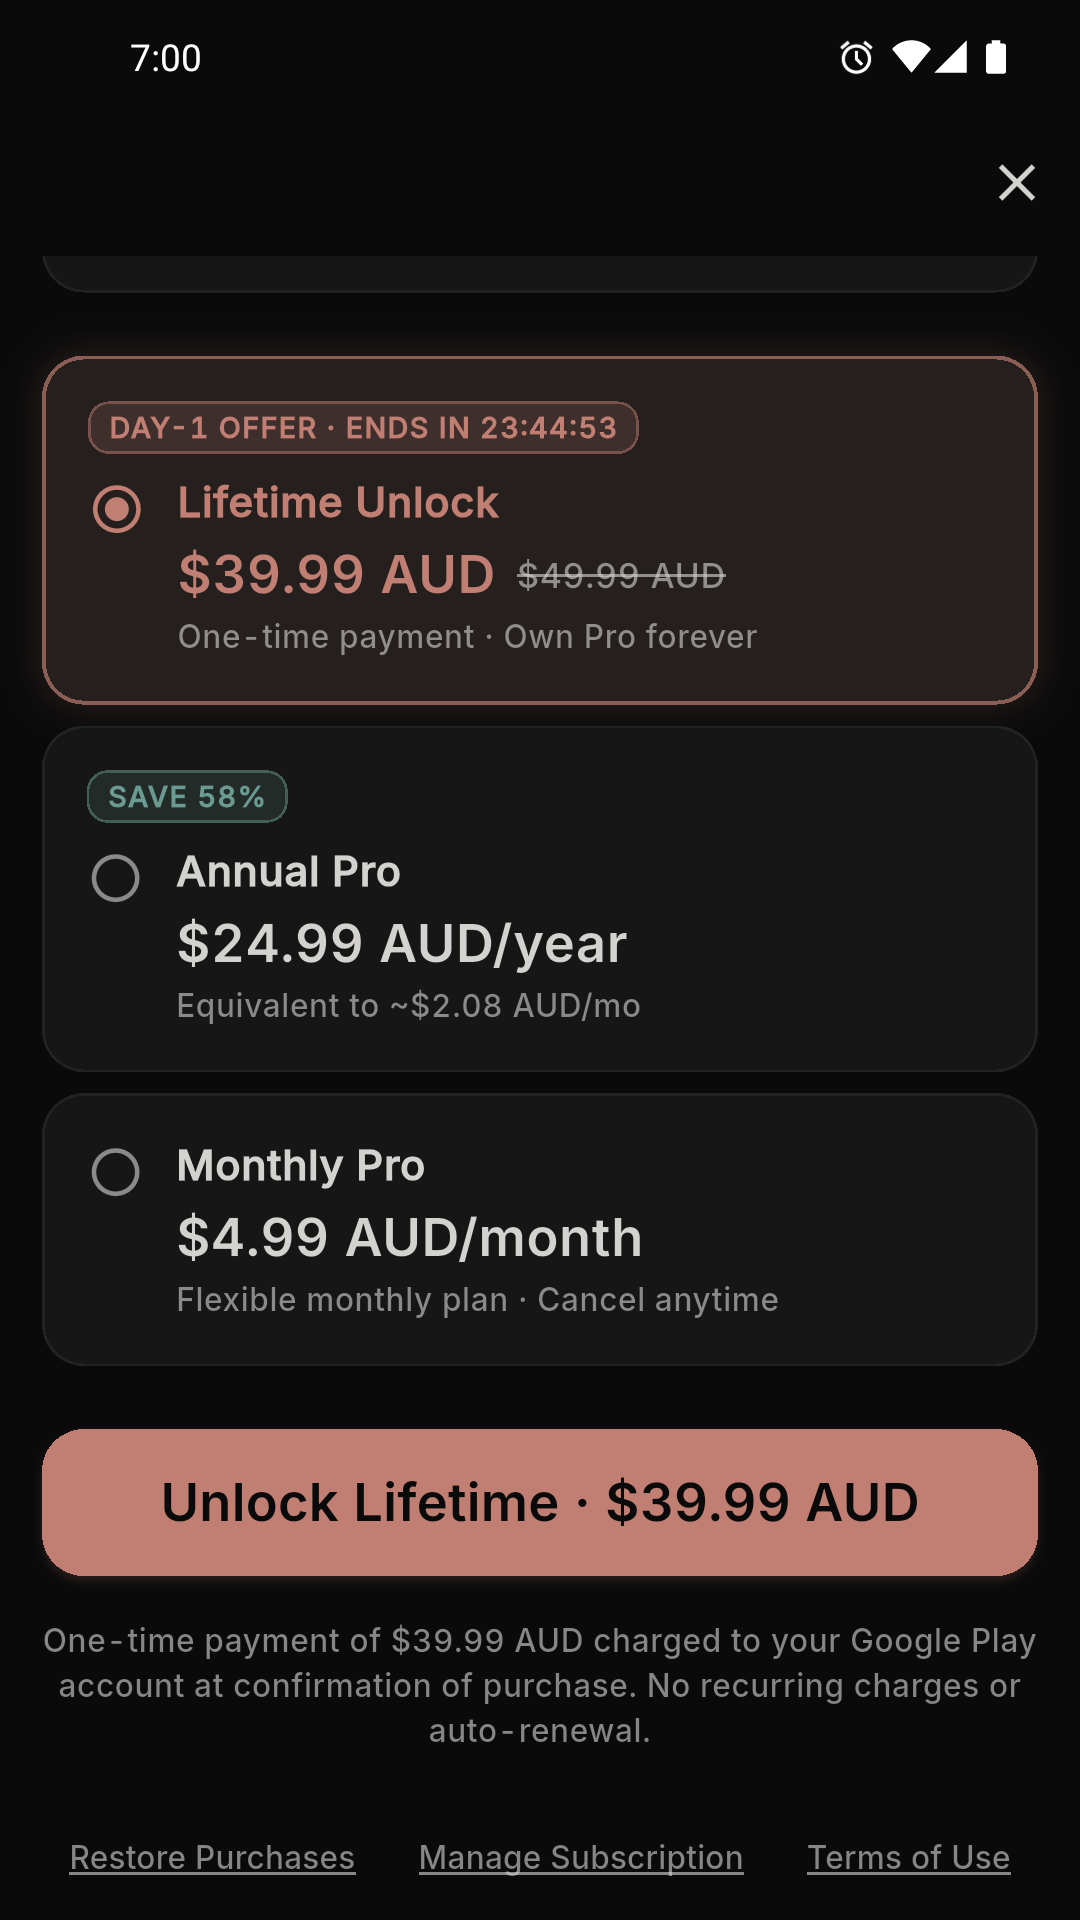 7:00
DAY-1 OFFER · ENDS IN 23:44:53
Lifetime Unlock
$39.99 AUD $49.99 AUD
One-time payment · Own Pro forever
SAVE 58%
Annual Pro
$24.99 AUD/year
Equivalent to ~$2.08 AUD/mo
Monthly Pro
$4.99 AUD/month
Flexible monthly plan · Cancel anytime
Unlock Lifetime · $39.99 AUD
One-time payment of $39.99 AUD charged to your Google Play
account at confirmation of purchase. No recurring charges or
auto-renewal.
Restore Purchases Manage Subscription Terms of Use